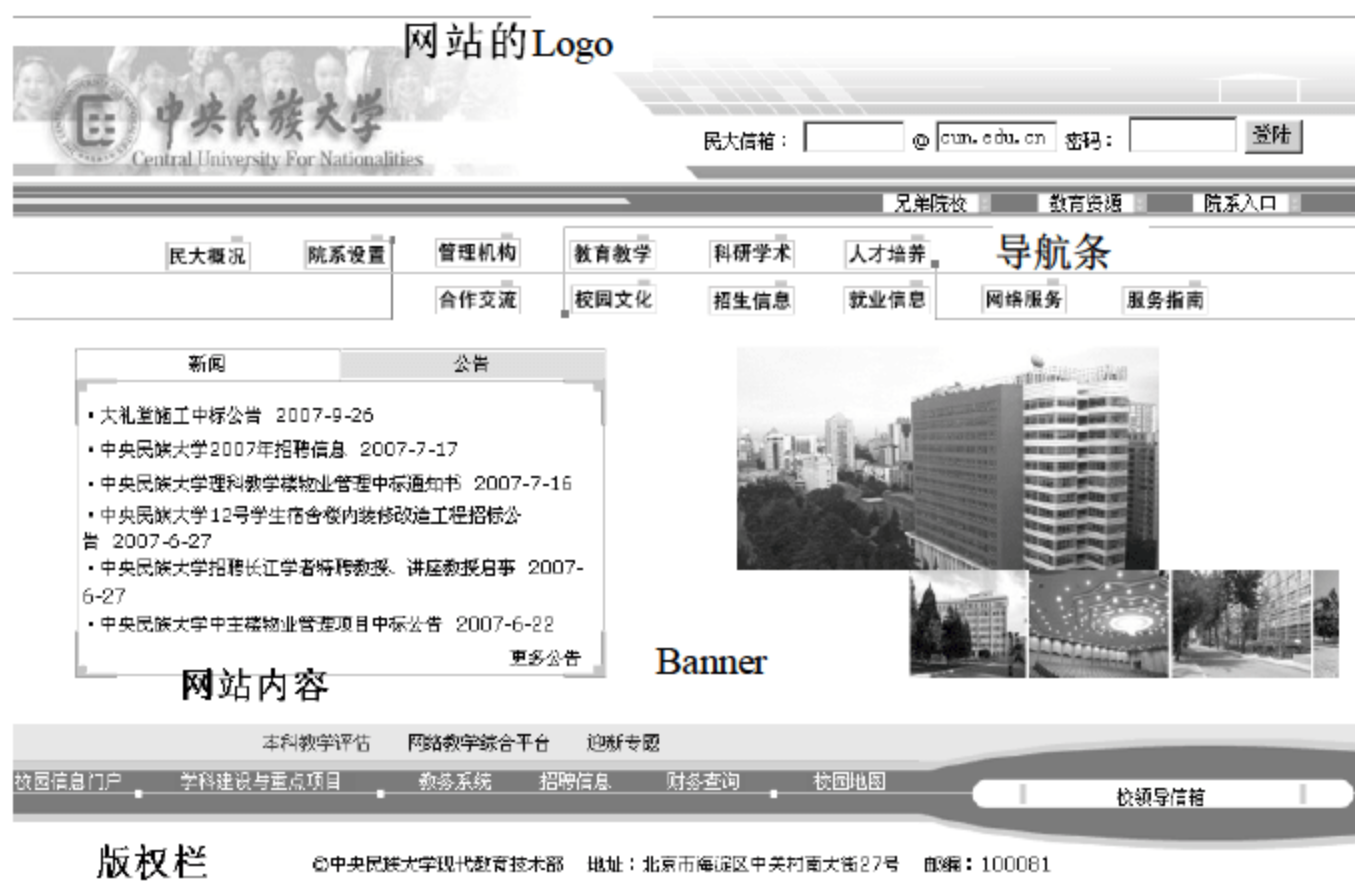 网站的Logo
中央民族大学
Central University For Nationalities
民大信箱： @ cun.edu.cn 密码： 登陆
兄弟院校 教育资源 院系入口
民大概况 院系设置 管理机构 教育教学 科研学术 人才培养 导航条
合作交流 校园文化 招生信息 就业信息 网络服务 服务指南
新闻 公告
·大礼堂施工中标公告 2007-9-26
·中央民族大学2007年招聘信息 2007-7-17
·中央民族大学理科教学楼物业管理中标通知书 2007-7-16
·中央民族大学12号学生宿舍楼内装修改造工程招标公
告 2007-6-27
·中央民族大学招聘长江学者特聘教授、讲座教授启事 2007-
6-27
·中央民族大学中主楼物业管理项目中标公告 2007-6-22
更多公告
网站内容
Banner
本科教学评估 网络教学综合平台 迎新专题
校园信息门户 学科建设与重点项目 教务系统 招聘信息 财务查询 校园地图
校领导信箱
版权栏 ©中央民族大学现代教育技术部 地址：北京市海淀区中关村南大街27号 邮编：100081